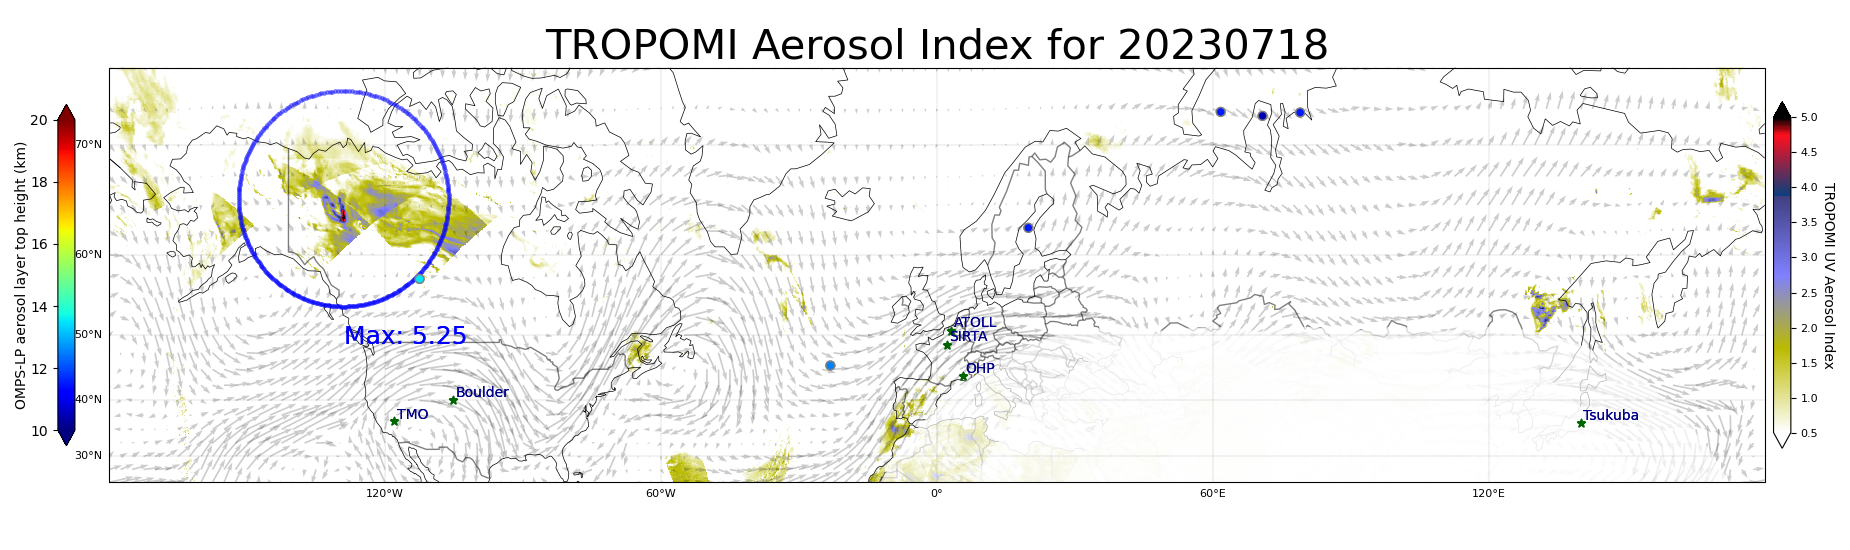 TROPOMI Aerosol Index for 20230718
OMPS-LP aerosol layer top height (km)
20
18
16
14
12
10
70°N
60°N
50°N
40°N
30°N
120°W
60°W
0°
60°E
120°E
Max: 5.25
ATOLL
SIRTA
OHP
Boulder
TMO
Tsukuba
5.0
4.5
4.0
3.5
3.0
2.5
2.0
1.5
1.0
0.5
TROPOMI UV Aerosol Index